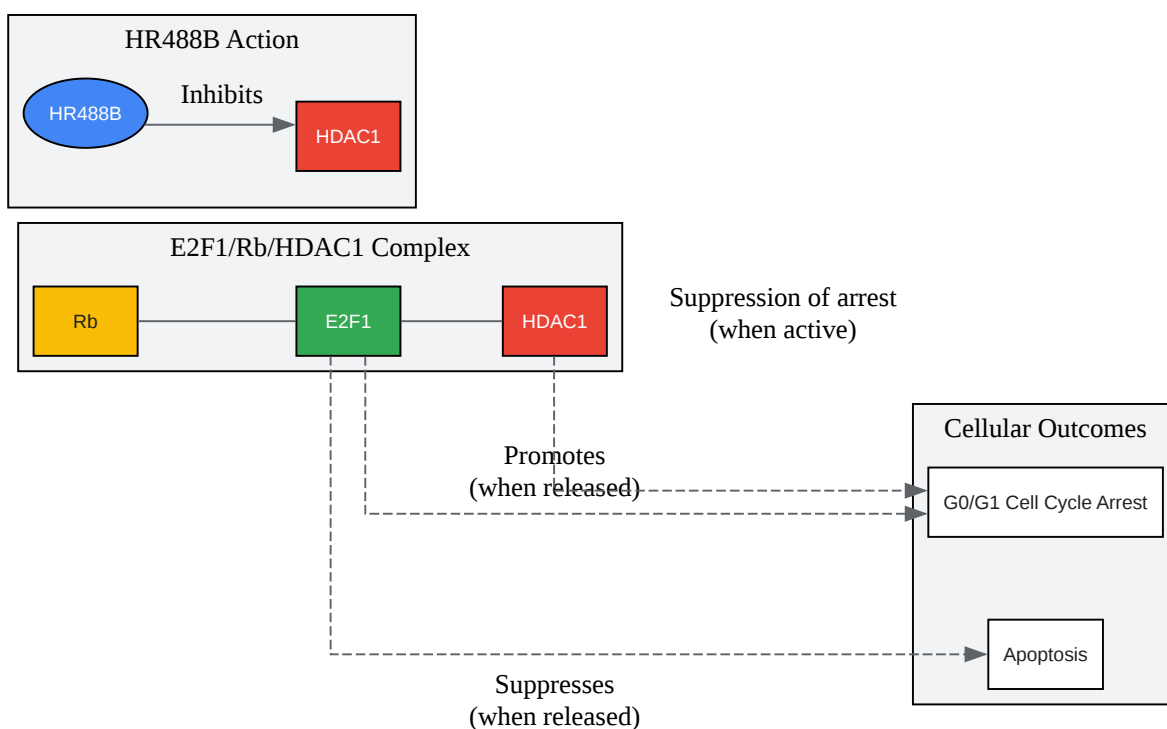 HR488B Action
Inhibits
HR488B
HDAC1
E2F1/Rb/HDAC1 Complex
Rb
E2F1
HDAC1
Suppression of arrest
(when active)
Cellular Outcomes
Promotes
(when released)
G0/G1 Cell Cycle Arrest
Apoptosis
Suppresses
(when released)